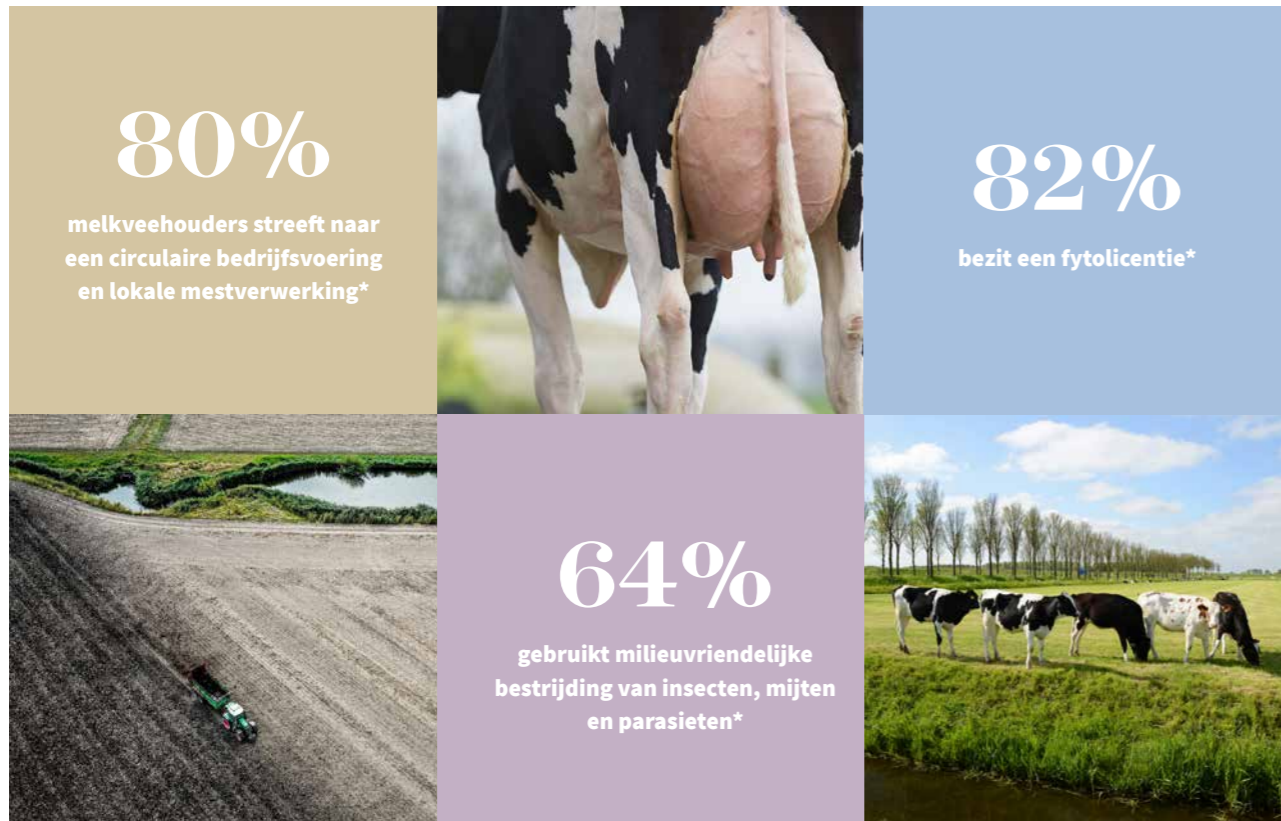 80%
melkveehouders streeft naar
een circulaire bedrijfsvoering
en lokale mestverwerking*
82%
bezit een fytolicentie*
64%
gebruikt milieuvriendelijke
bestrijding van insecten, mijten
en parasieten*